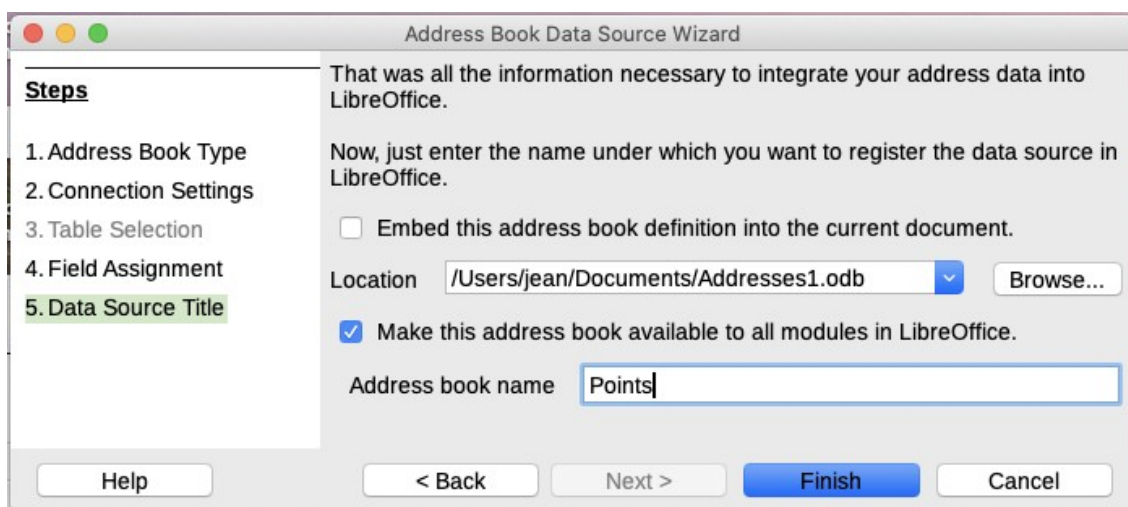 Address Book Data Source Wizard
Steps
1. Address Book Type
2. Connection Settings
3. Table Selection
4. Field Assignment
5. Data Source Title
That was all the information necessary to integrate your address data into
LibreOffice.
Now, just enter the name under which you want to register the data source in
LibreOffice.
Embed this address book definition into the current document.
Location /Users/jean/Documents/Addresses1.odb Browse...
Make this address book available to all modules in LibreOffice.
Address book name Points
Help < Back Next > Finish Cancel